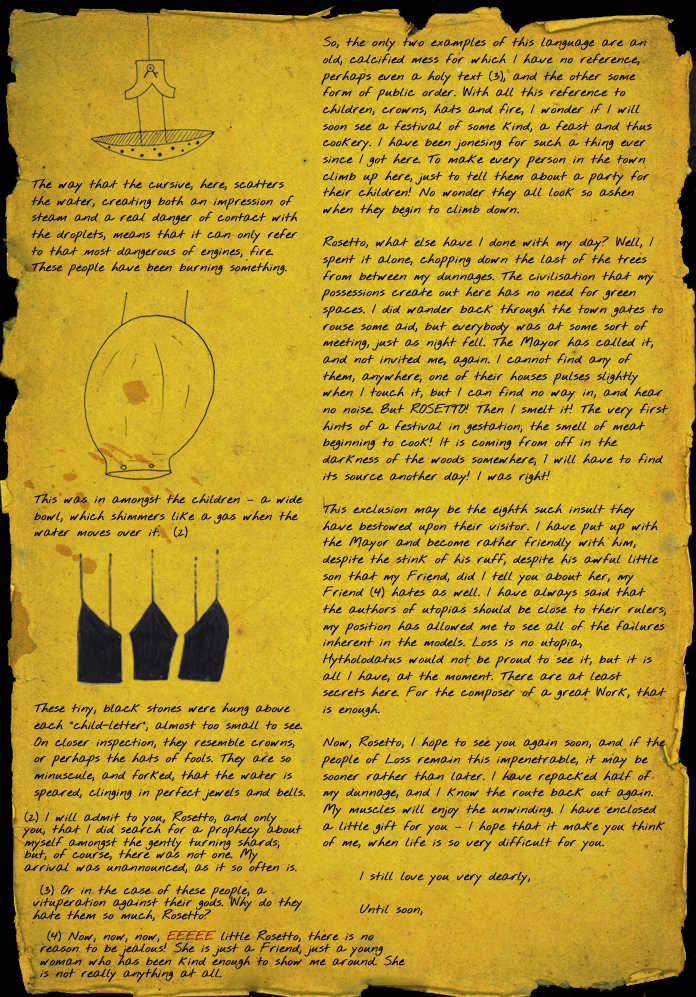 The way that the cursive, here, scatters
the water, creating both an impression of
steam and a real danger of contact with
the droplets, means that it can only refer
to that most dangerous of engines, fire.
These people have been burning something.
This was in amongst the children – a wide
bowl, which shimmers like a gas when the
water moves over it. (2)
These tiny, black stones were hung above
each "child-letter", almost too small to see.
On closer inspection, they resemble crowns,
or perhaps the hats of fools. They are so
minuscule, and forked, that the water is
speared, clinging in perfect jewels and bells.
(2) I will admit to you, Rosetto, and only
you, that I did search for a prophecy about
myself amongst the gently turning shards,
but, of course, there was not one. My
arrival was unannounced, as it so often is.
(3) Or in the case of these people, a
vituperation against their gods. Why do they
hate them so much, Rosetto?
(4) Now, now, now, EEEEE little Rosetto, there is no
reason to be jealous! She is just a Friend, just a young
woman who has been kind enough to show me around. She
is not really anything at all.
So, the only two examples of this language are an
old, calcified mess for which I have no reference,
perhaps even a holy text (3), and the other some
form of public order. With all this reference to
children, crowns, hats and fire, I wonder if I will
soon see a festival of some kind, a feast and thus
cookery. I have been jonesing for such a thing ever
since I got here. To make every person in the town
climb up here, just to tell them about a party for
their children! No wonder they all look so ashen
when they begin to climb down.
Rosetto, what else have I done with my day? Well, I
spent it alone, chopping down the last of the trees
from between my dunnages. The civilisation that my
possessions create out here has no need for green
spaces. I did wander back through the town gates to
rouse some aid, but everybody was at some sort of
meeting, just as night fell. The Mayor has called it,
and not invited me, again. I cannot find any of
them, anywhere, one of their houses pulses slightly
when I touch it, but I can find no way in, and hear
no noise. But ROSETTO! Then I smelt it! The very first
hints of a festival in gestation, the smell of meat
beginning to cook! It is coming from off in the
darkness of the woods somewhere, I will have to find
its source another day! I was right!
This exclusion may be the eighth such insult they
have bestowed upon their visitor. I have put up with
the Mayor and become rather friendly with him,
despite the stink of his ruff, despite his awful little
son that my Friend, did I tell you about her, my
Friend (4) hates as well. I have always said that
the authors of utopias should be close to their rulers,
my position has allowed me to see all of the failures
inherent in the models. Loss is no utopia,
Hytholodatus would not be proud to see it, but it is
all I have, at the moment. There are at least
secrets here. For the composer of a great Work, that
is enough.
Now, Rosetto, I hope to see you again soon, and if the
people of Loss remain this impenetrable, it may be
sooner rather than later. I have repacked half of
my dunnage, and I know the route back out again.
My muscles will enjoy the unwinding. I have enclosed
a little gift for you – I hope that it make you think
of me, when life is so very difficult for you.
I still love you very dearly,
Until soon,